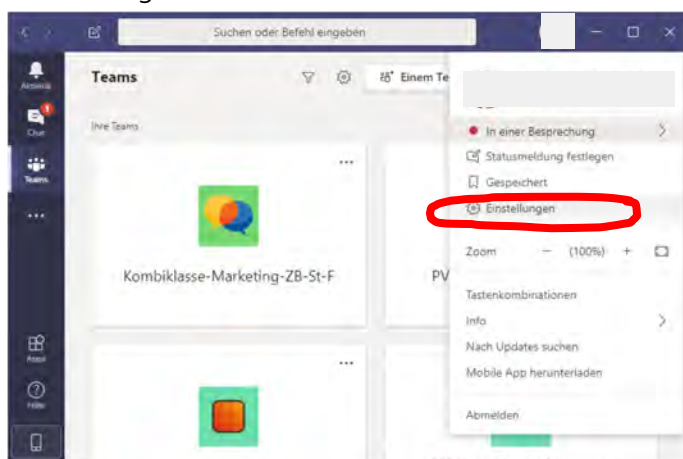 Suchen oder Befehl eingeben
Teams
Einem Te
Aktivität
Chat
Teams
Apps
Hilfe
Ihre Teams
Kombiklasse-Marketing-ZB-St-F
PV
In einer Besprechung
Statusmeldung festlegen
Gespeichert
Einstellungen
Zoom — (100%) +
Tastenkombinationen
Info
Nach Updates suchen
Mobile App herunterladen
Abmelden